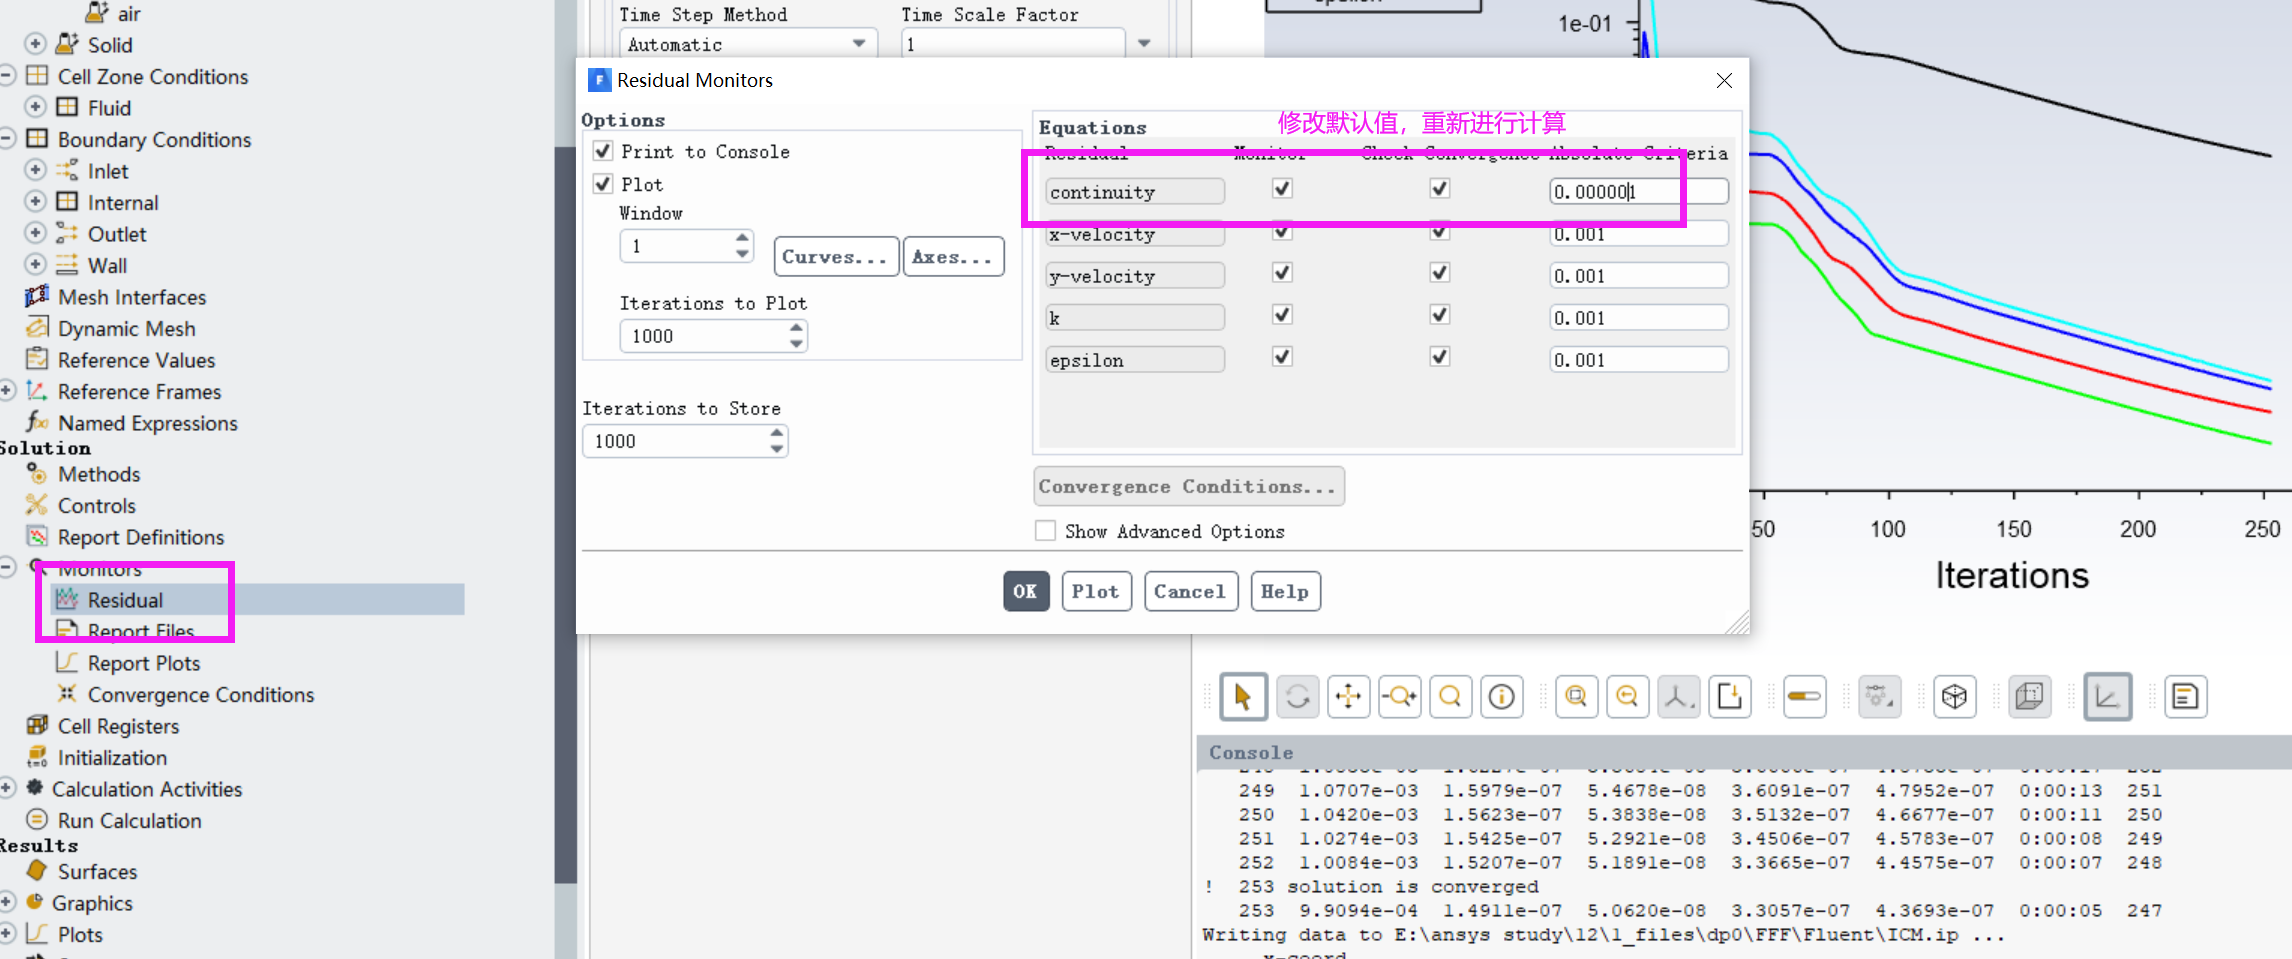 air
Solid
Cell Zone Conditions
Fluid
Boundary Conditions
Inlet
Internal
Outlet
Wall
Mesh Interfaces
Dynamic Mesh
Reference Values
Reference Frames
Named Expressions
Solution
Methods
Controls
Report Definitions
Monitors
Residual
Report Files
Report Plots
Convergence Conditions
Cell Registers
Initialization
Calculation Activities
Run Calculation
Results
Surfaces
Graphics
Plots
Time Step Method
Time Scale Factor
Automatic
1
Residual Monitors
Options
Print to Console
Plot
Window
1
Curves...
Axes...
Iterations to Plot
1000
Iterations to Store
1000
Equations
修改默认值，重新进行计算
Residual Monitor Check Convergence Absolute Criteria
continuity 0.000001
x-velocity 0.001
y-velocity 0.001
k 0.001
epsilon 0.001
Convergence Conditions...
Show Advanced Options
OK
Plot
Cancel
Help
epsilon
1e-01
50 100 150 200 250
Iterations
Console
249 1.0707e-03 1.5979e-07 5.4678e-08 3.6091e-07 4.7952e-07 0:00:13 251
250 1.0420e-03 1.5623e-07 5.3838e-08 3.5132e-07 4.6677e-07 0:00:11 250
251 1.0274e-03 1.5425e-07 5.2921e-08 3.4506e-07 4.5783e-07 0:00:08 249
252 1.0084e-03 1.5207e-07 5.1891e-08 3.3665e-07 4.4575e-07 0:00:07 248
! 253 solution is converged
253 9.9094e-04 1.4911e-07 5.0620e-08 3.3057e-07 4.3693e-07 0:00:05 247
Writing data to E:\ansys study\12\1_files\dp0\FFF\Fluent\ICM.ip ...
x-coord